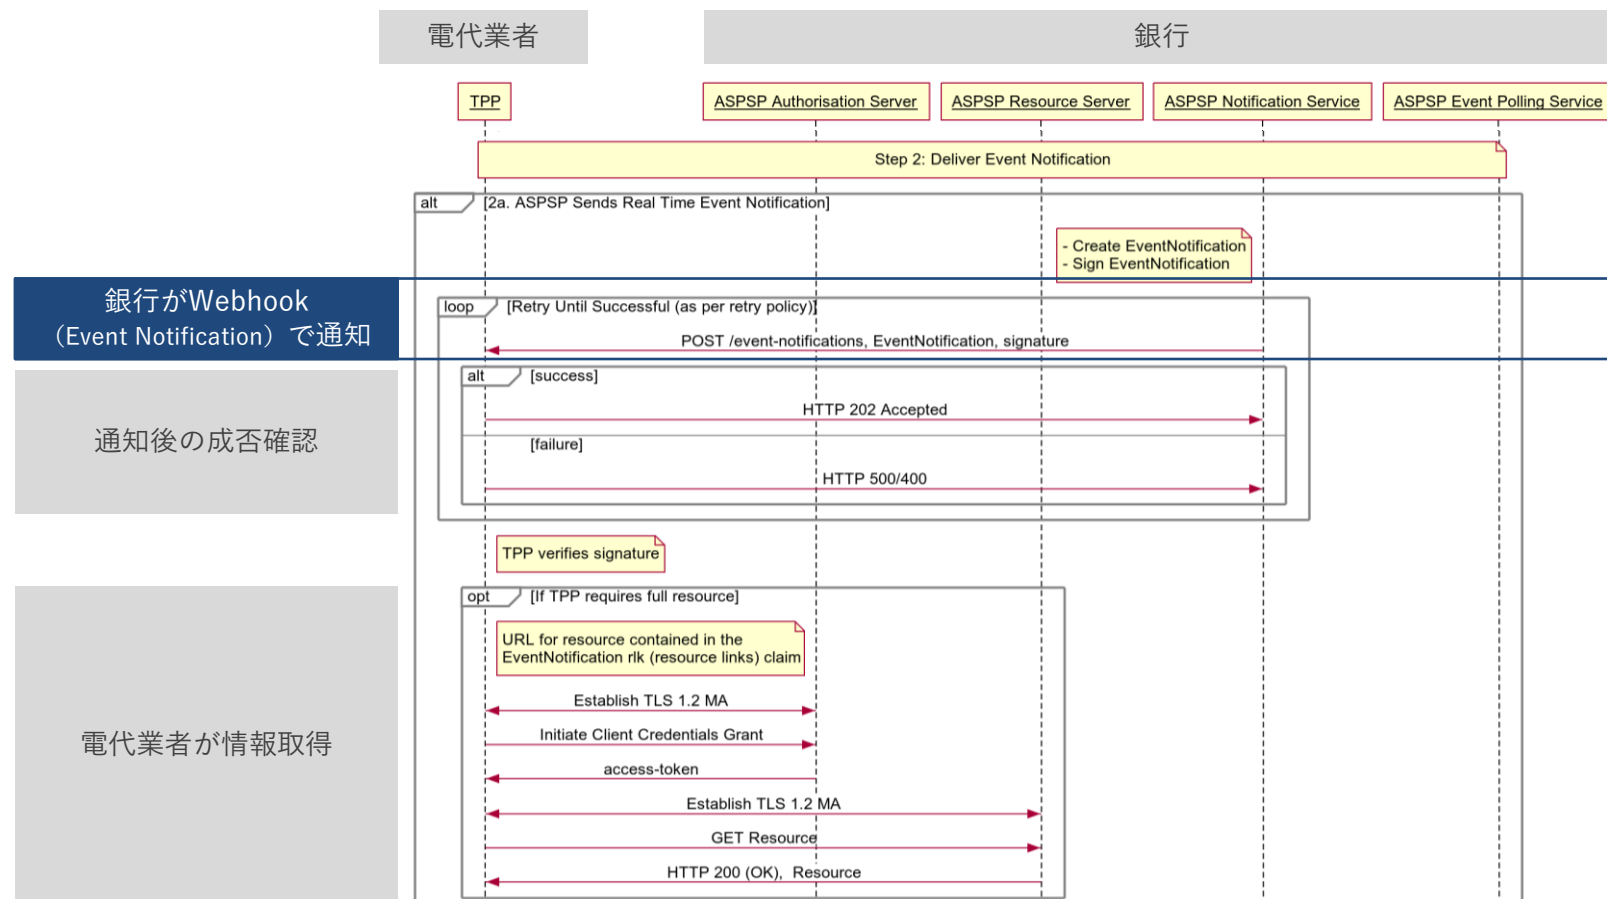 電代業者
銀行
TPP
ASPSP Authorisation Server
ASPSP Resource Server
ASPSP Notification Service
ASPSP Event Polling Service
Step 2: Deliver Event Notification
alt
[2a. ASPSP Sends Real Time Event Notification]
- Create EventNotification
- Sign EventNotification
銀行がWebhook
（Event Notification）で通知
loop
[Retry Until Successful (as per retry policy)]
POST /event-notifications, EventNotification, signature
通知後の成否確認
alt
[success]
HTTP 202 Accepted
[failure]
HTTP 500/400
TPP verifies signature
電代業者が情報取得
opt
[If TPP requires full resource]
URL for resource contained in the
EventNotification rlk (resource links) claim
Establish TLS 1.2 MA
Initiate Client Credentials Grant
access-token
Establish TLS 1.2 MA
GET Resource
HTTP 200 (OK),  Resource